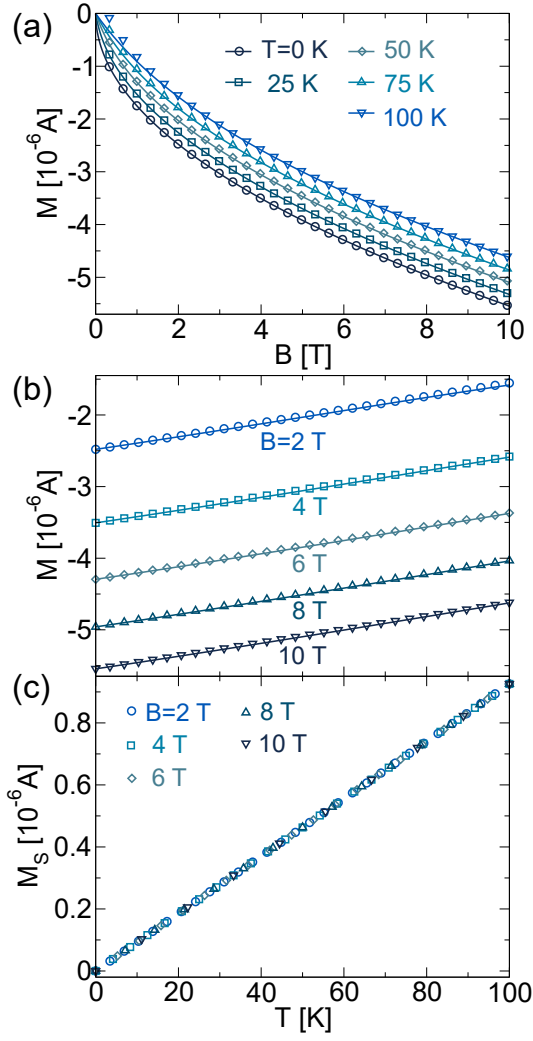 (a)
0
-1
-2
-3
-4
-5
M [10⁻⁶A]
T=0 K
25 K
50 K
75 K
100 K
0 2 4 6 8 10
B [T]
(b)
-2
-3
-4
-5
M [10⁻⁶A]
B=2 T
4 T
6 T
8 T
10 T
(c)
0.8
0.6
0.4
0.2
0
M_S [10⁻⁶A]
B=2 T
4 T
6 T
8 T
10 T
0 20 40 60 80 100
T [K]